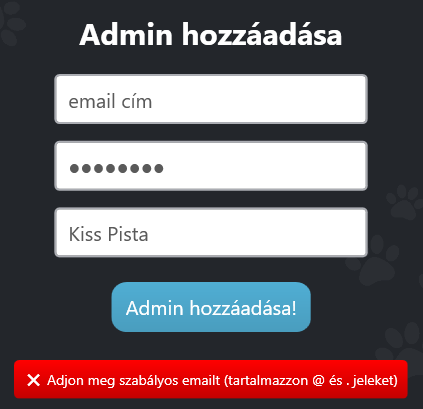 Admin hozzáadása
email cím
●●●●●●●●
Kiss Pista
Admin hozzáadása!
✕ Adjon meg szabályos emailt (tartalmazzon @ és . jeleket)